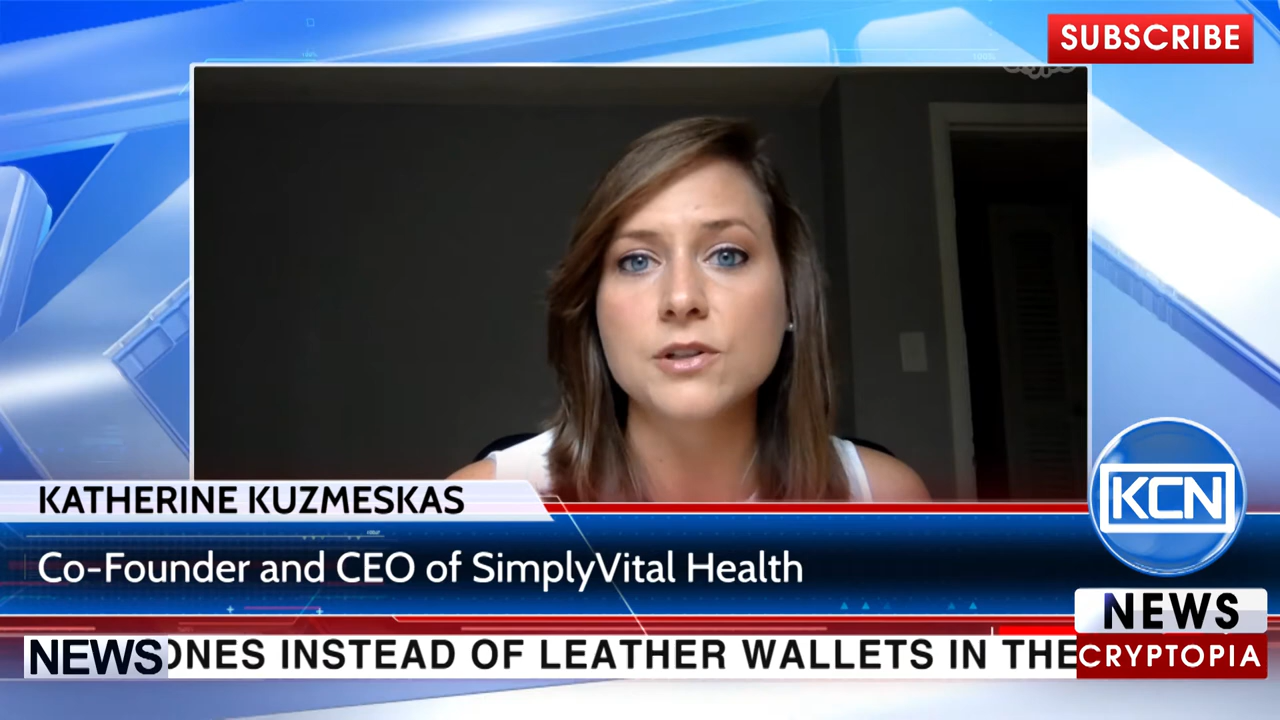 SUBSCRIBE
KATHERINE KUZMESKAS
Co-Founder and CEO of SimplyVital Health
KCN
NEWS
CRYPTOPIA
NEWS
ONES INSTEAD OF LEATHER WALLETS IN THE